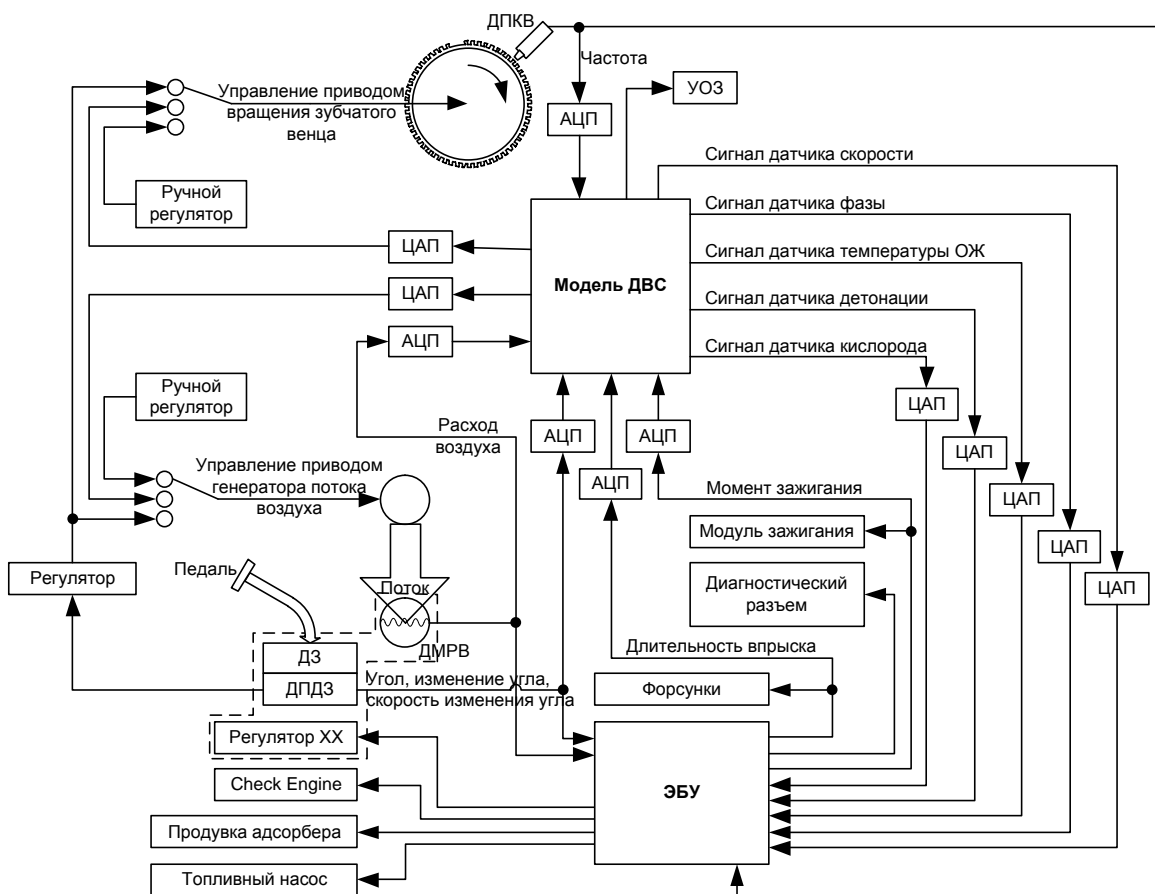 ДПКВ
Частота
УОЗ
Управление приводом
вращения зубчатого
венца
АЦП
Сигнал датчика скорости
Ручной
регулятор
Сигнал датчика фазы
ЦАП
Сигнал датчика температуры ОЖ
Модель ДВС
ЦАП
Сигнал датчика детонации
АЦП
Сигнал датчика кислорода
Ручной
регулятор
ЦАП
Расход
воздуха
АЦП
АЦП
ЦАП
Управление приводом
генератора потока
воздуха
АЦП
Момент зажигания
ЦАП
Модуль зажигания
ЦАП
Регулятор
Педаль
Поток
Диагностический
разъем
ЦАП
ДМРВ
Длительность впрыска
ДЗ
ДПДЗ
Угол, изменение угла,
скорость изменения угла
Форсунки
Регулятор ХХ
Check Engine
ЭБУ
Продувка адсорбера
Топливный насос